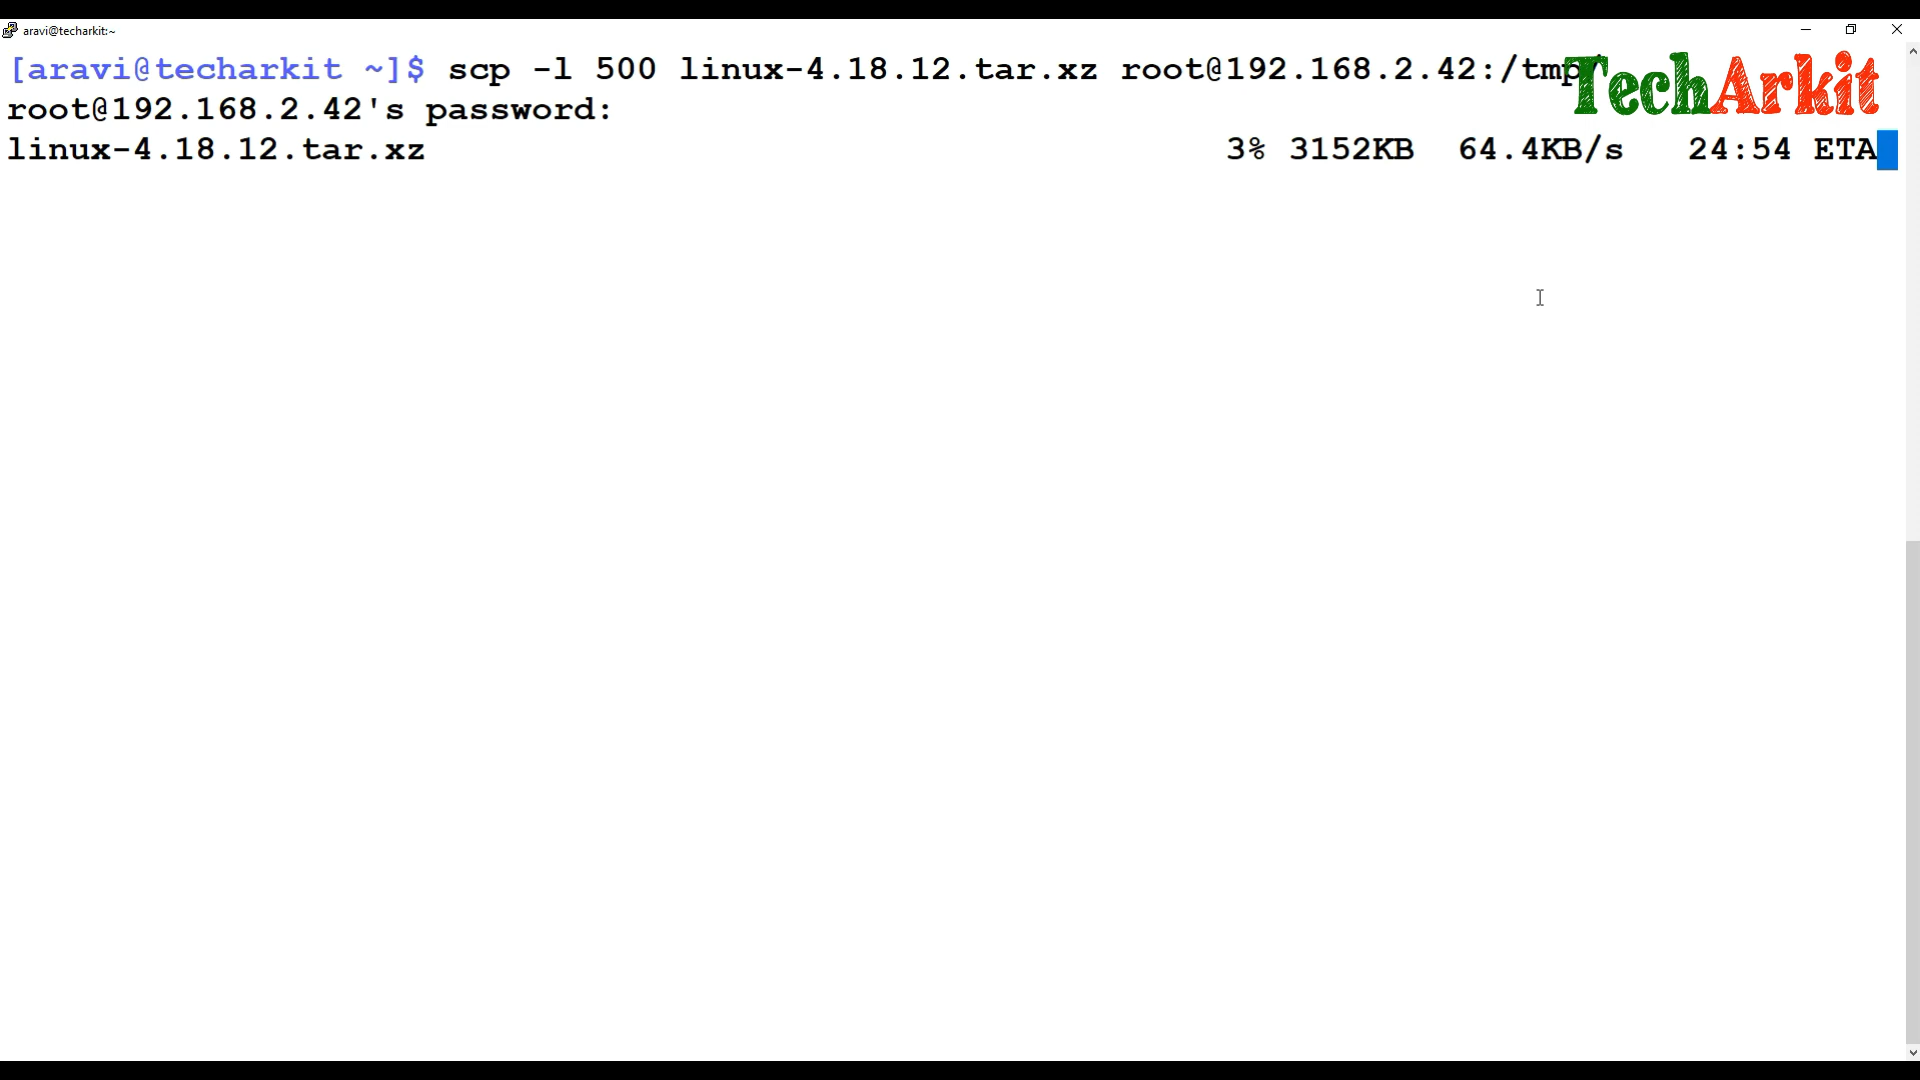 aravi@techarkit:~
[aravi@techarkit ~]$ scp -l 500 linux-4.18.12.tar.xz root@192.168.2.42:/tmp/
TechArkit
root@192.168.2.42's password:
linux-4.18.12.tar.xz 3% 3152KB 64.4KB/s 24:54 ETA